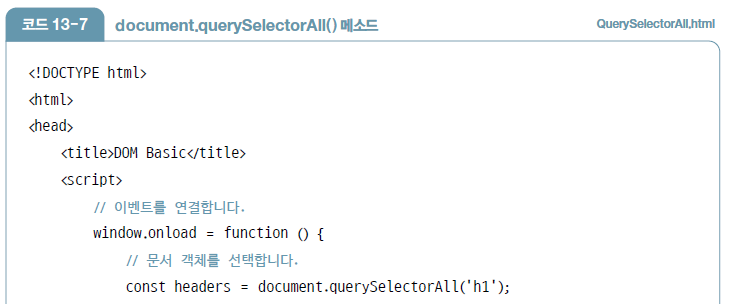 코드 13-7 document.querySelectorAll() 메소드 QuerySelectorAll.html
<!DOCTYPE html>
<html>
<head>
<title>DOM Basic</title>
<script>
// 이벤트를 연결합니다.
window.onload = function () {
// 문서 객체를 선택합니다.
const headers = document.querySelectorAll('h1');